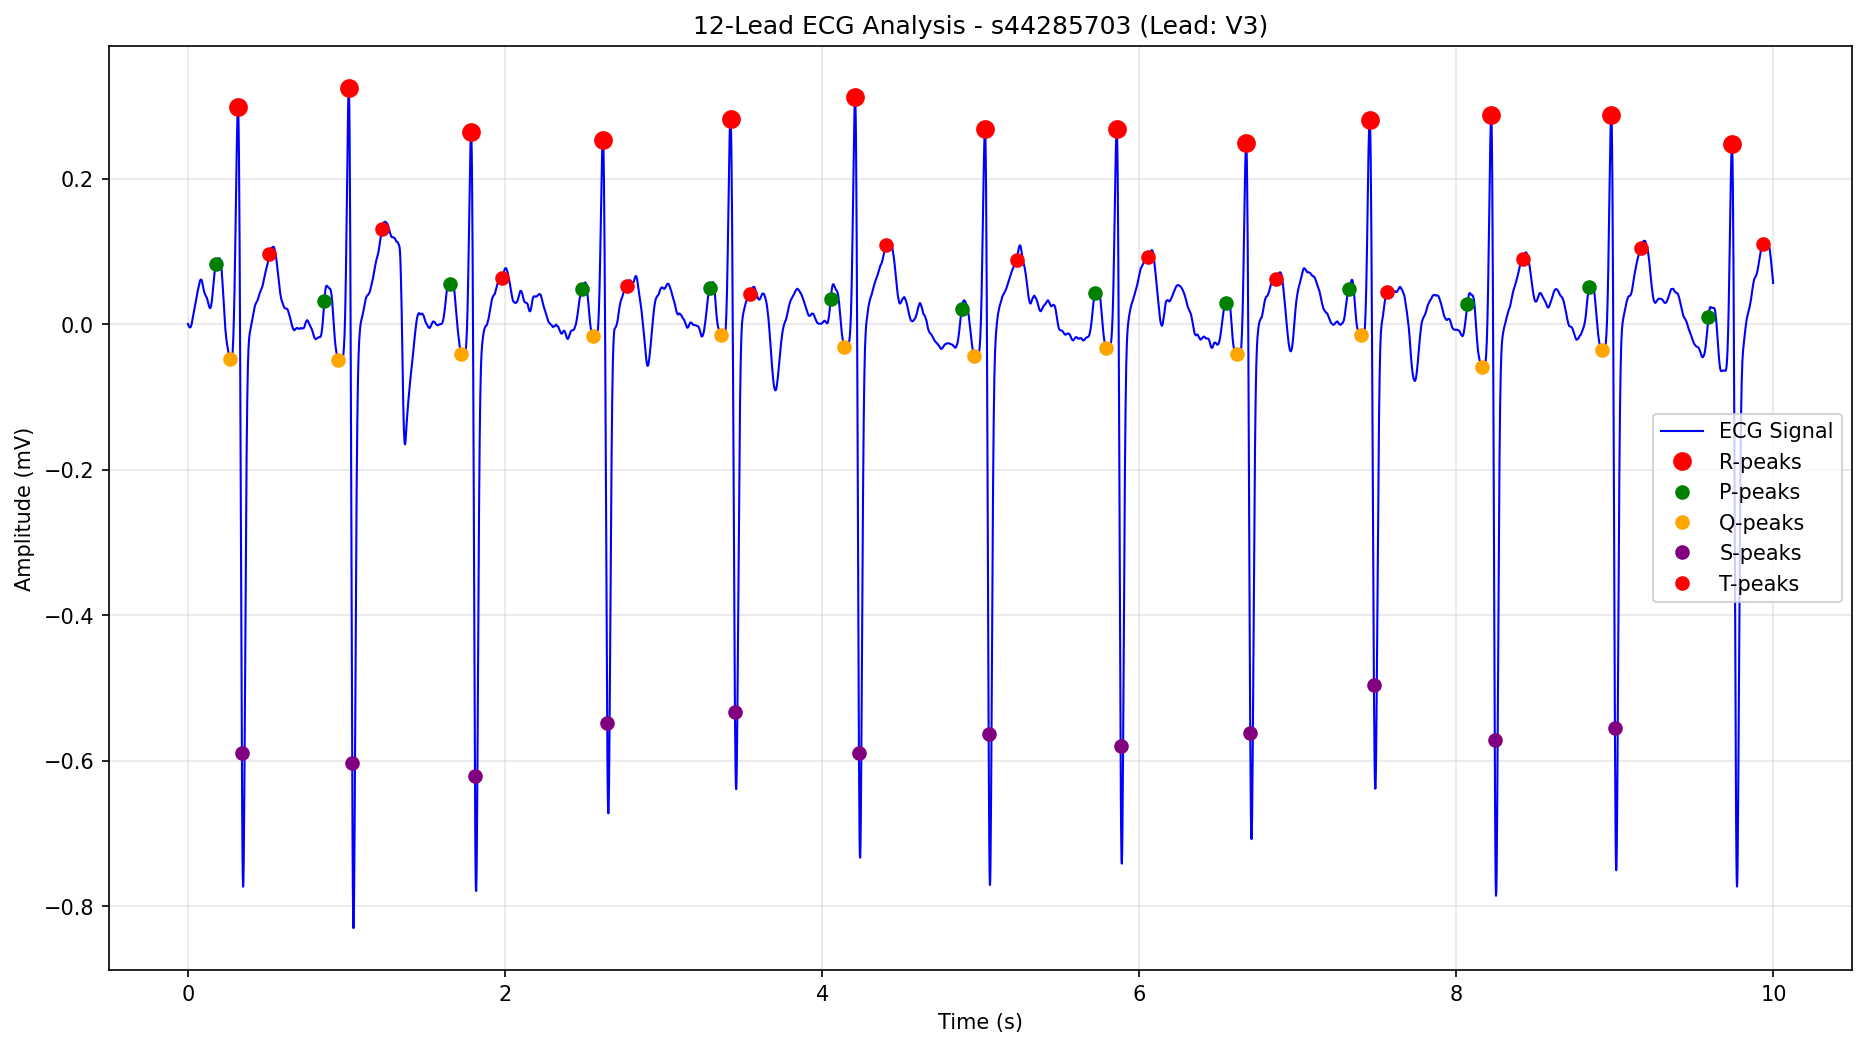 12-Lead ECG Analysis - s44285703 (Lead: V3)
Amplitude (mV)
0.2
0.0
−0.2
−0.4
−0.6
−0.8
ECG Signal
R-peaks
P-peaks
Q-peaks
S-peaks
T-peaks
0 2 4 6 8 10
Time (s)